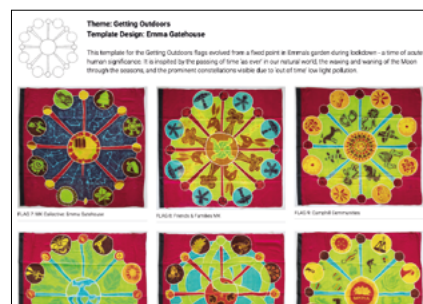 Theme: Getting Outdoors
Template Design: Emma Gatehouse
This template for the Getting Outdoors flags evolved from a fixed point in Emma's garden during lockdown - a time of acute
human significance. It is inspired by the passing of time 'as ever' in our natural world, the waxing and waning of the Moon
through the seasons, and the prominent constellations visible due to 'out of time' low light pollution.
FLAG 7: MK Collective: Emma Gatehouse
FLAG 8: Friends & Families MK
FLAG 9: Camphill Communities